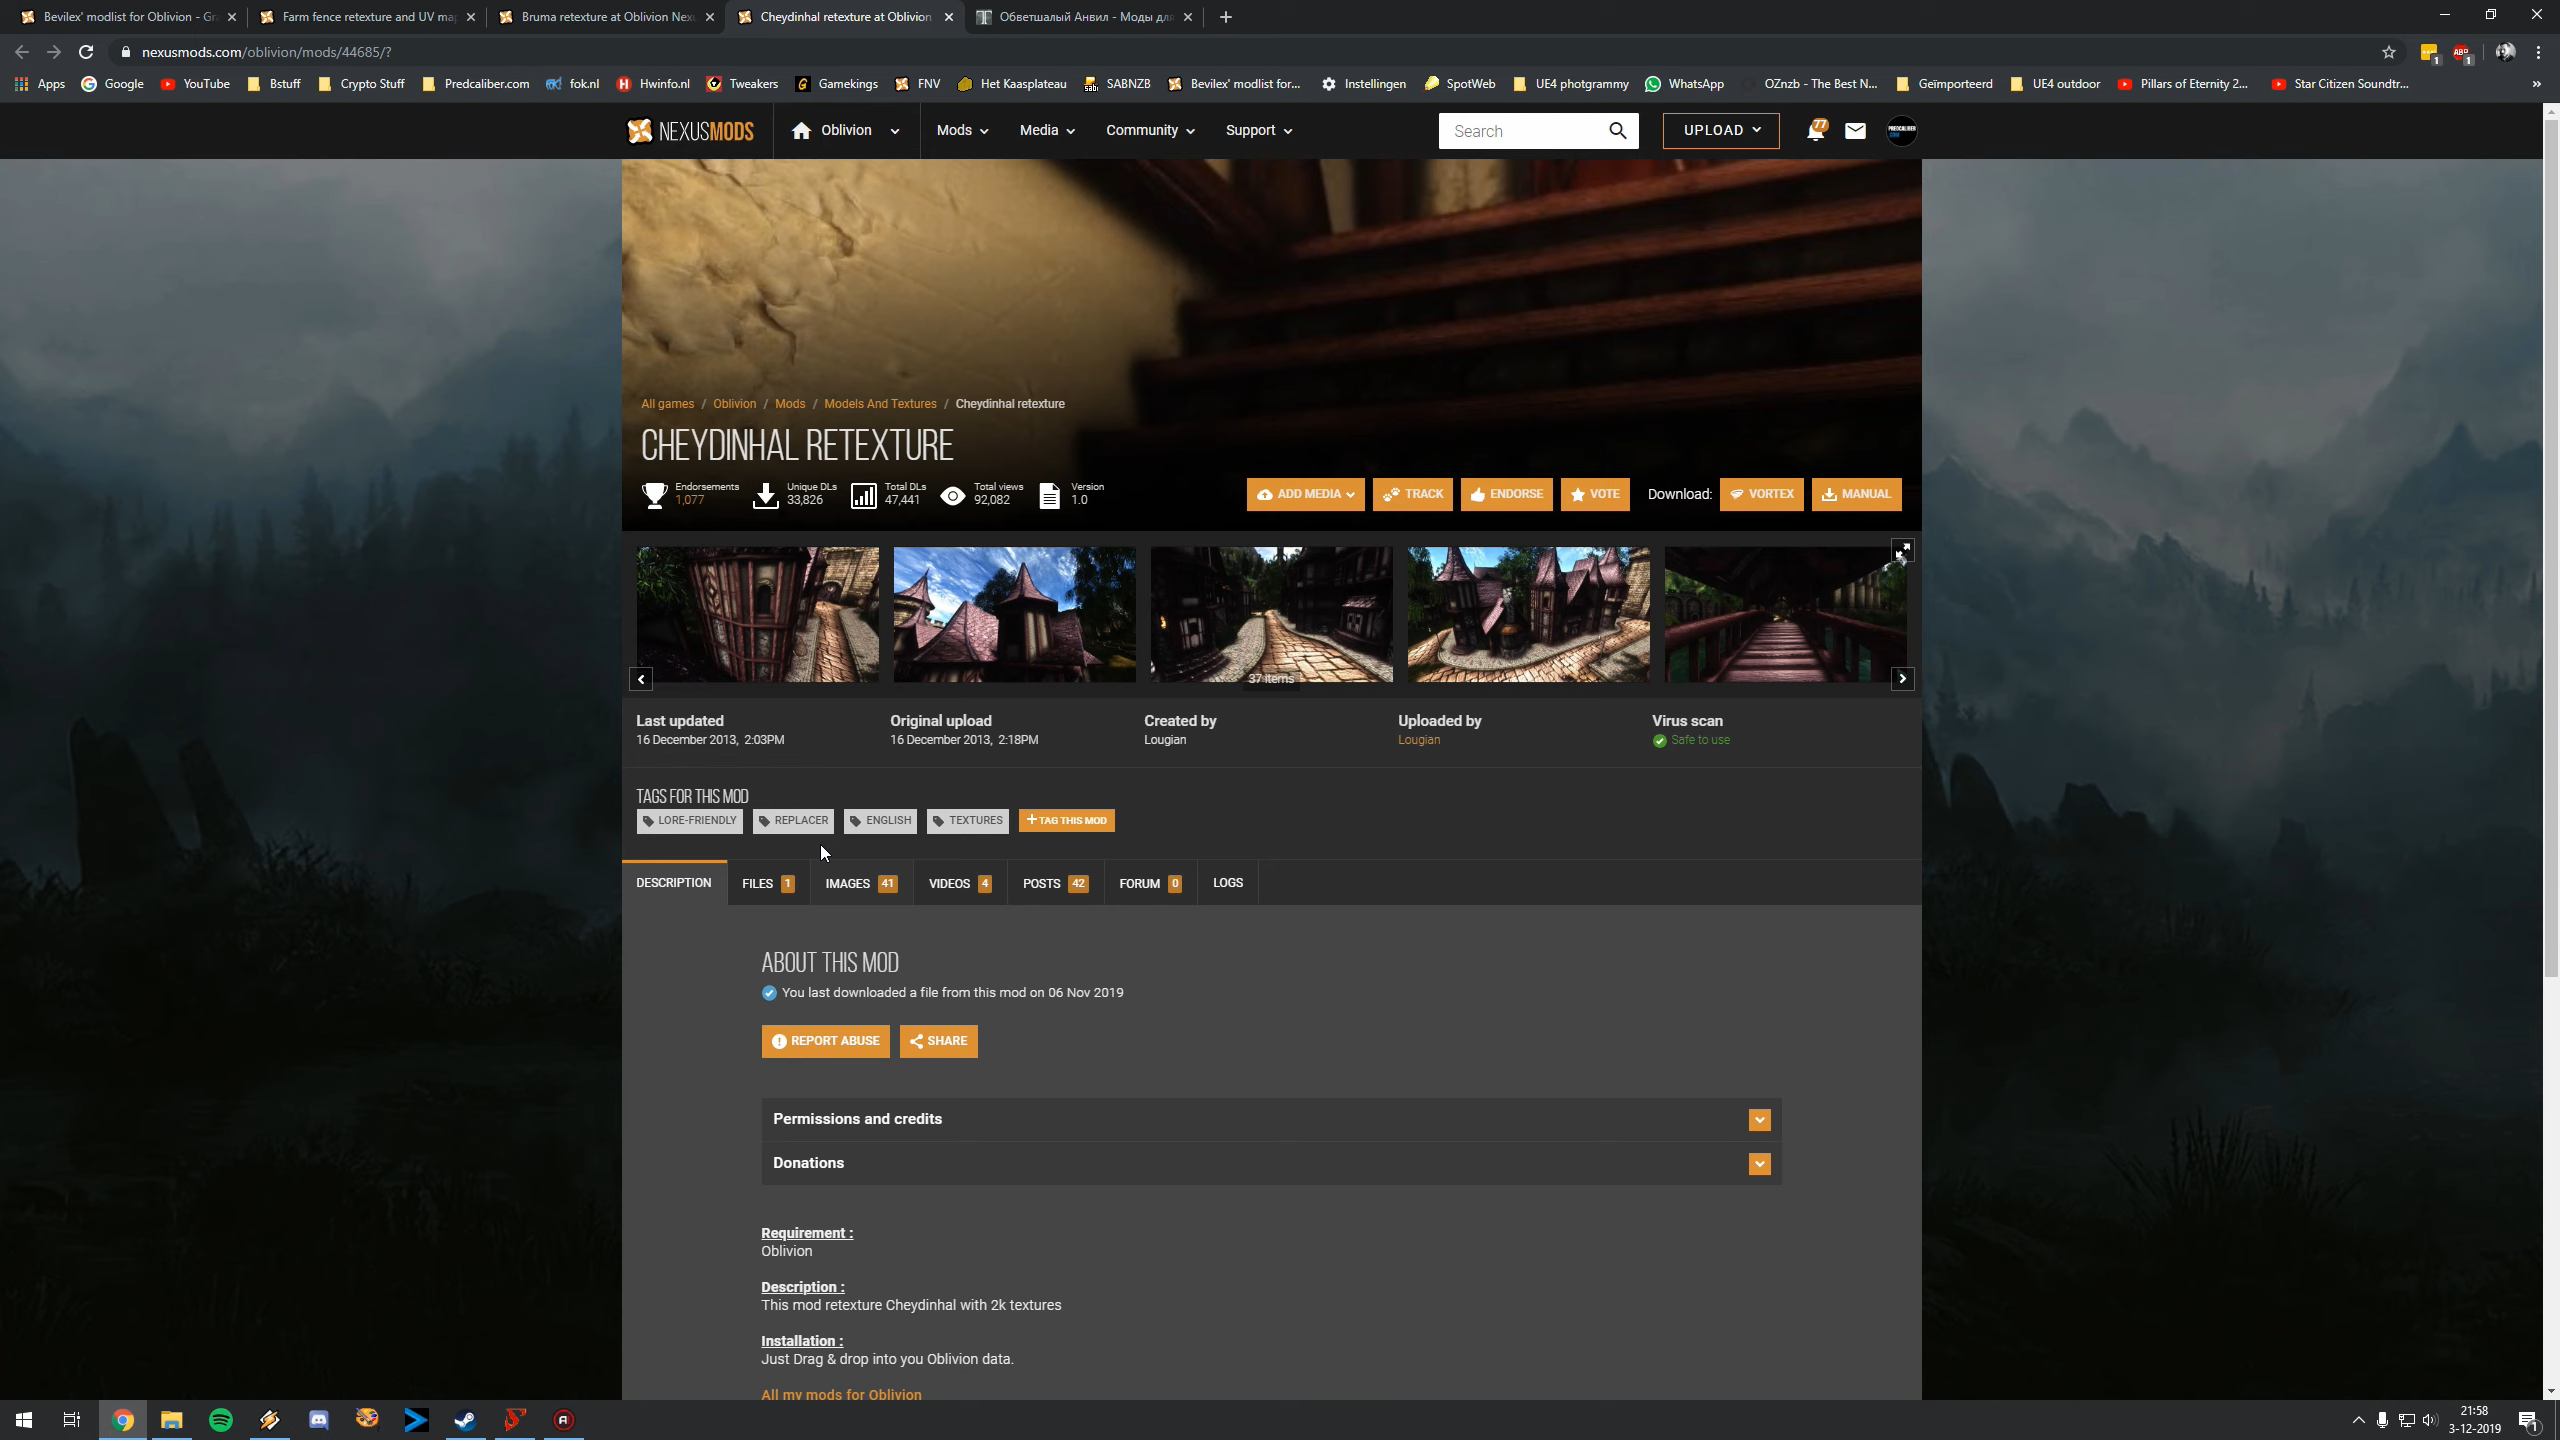 Bevilex' modlist for Oblivion - Gr
Farm fence retexture and UV ma
Bruma retexture at Oblivion Nex
Cheydinhal retexture at Oblivion
Обветшалый Анвил - Моды для
nexusmods.com/oblivion/mods/44685/?
Apps
Google
YouTube
Bstuff
Crypto Stuff
Predcaliber.com
fok.nl
Hwinfo.nl
Tweakers
Gamekings
FNV
Het Kaasplateau
SABNZB
Bevilex' modlist for...
Instellingen
SpotWeb
UE4 photgrammy
WhatsApp
OZnzb - The Best N...
Geïmporteerd
UE4 outdoor
Pillars of Eternity 2...
Star Citizen Soundtr...
NEXUSMODS
Oblivion
Mods
Media
Community
Support
Search
UPLOAD
77
All games / Oblivion / Mods / Models And Textures / Cheydinhal retexture
CHEYDINHAL RETEXTURE
Endorsements
1,077
Unique DLs
33,826
Total DLs
47,441
Total views
92,082
Version
1.0
ADD MEDIA
TRACK
ENDORSE
VOTE
Download:
VORTEX
MANUAL
37 items
Last updated
16 December 2013, 2:03PM
Original upload
16 December 2013, 2:18PM
Created by
Lougian
Uploaded by
Lougian
Virus scan
Safe to use
TAGS FOR THIS MOD
LORE-FRIENDLY
REPLACER
ENGLISH
TEXTURES
+TAG THIS MOD
DESCRIPTION
FILES 1
IMAGES 41
VIDEOS 4
POSTS 42
FORUM 0
LOGS
ABOUT THIS MOD
You last downloaded a file from this mod on 06 Nov 2019
REPORT ABUSE
SHARE
Permissions and credits
Donations
Requirement :
Oblivion
Description :
This mod retexture Cheydinhal with 2k textures
Installation :
Just Drag & drop into you Oblivion data.
All my mods for Oblivion
21:58
3-12-2019
1